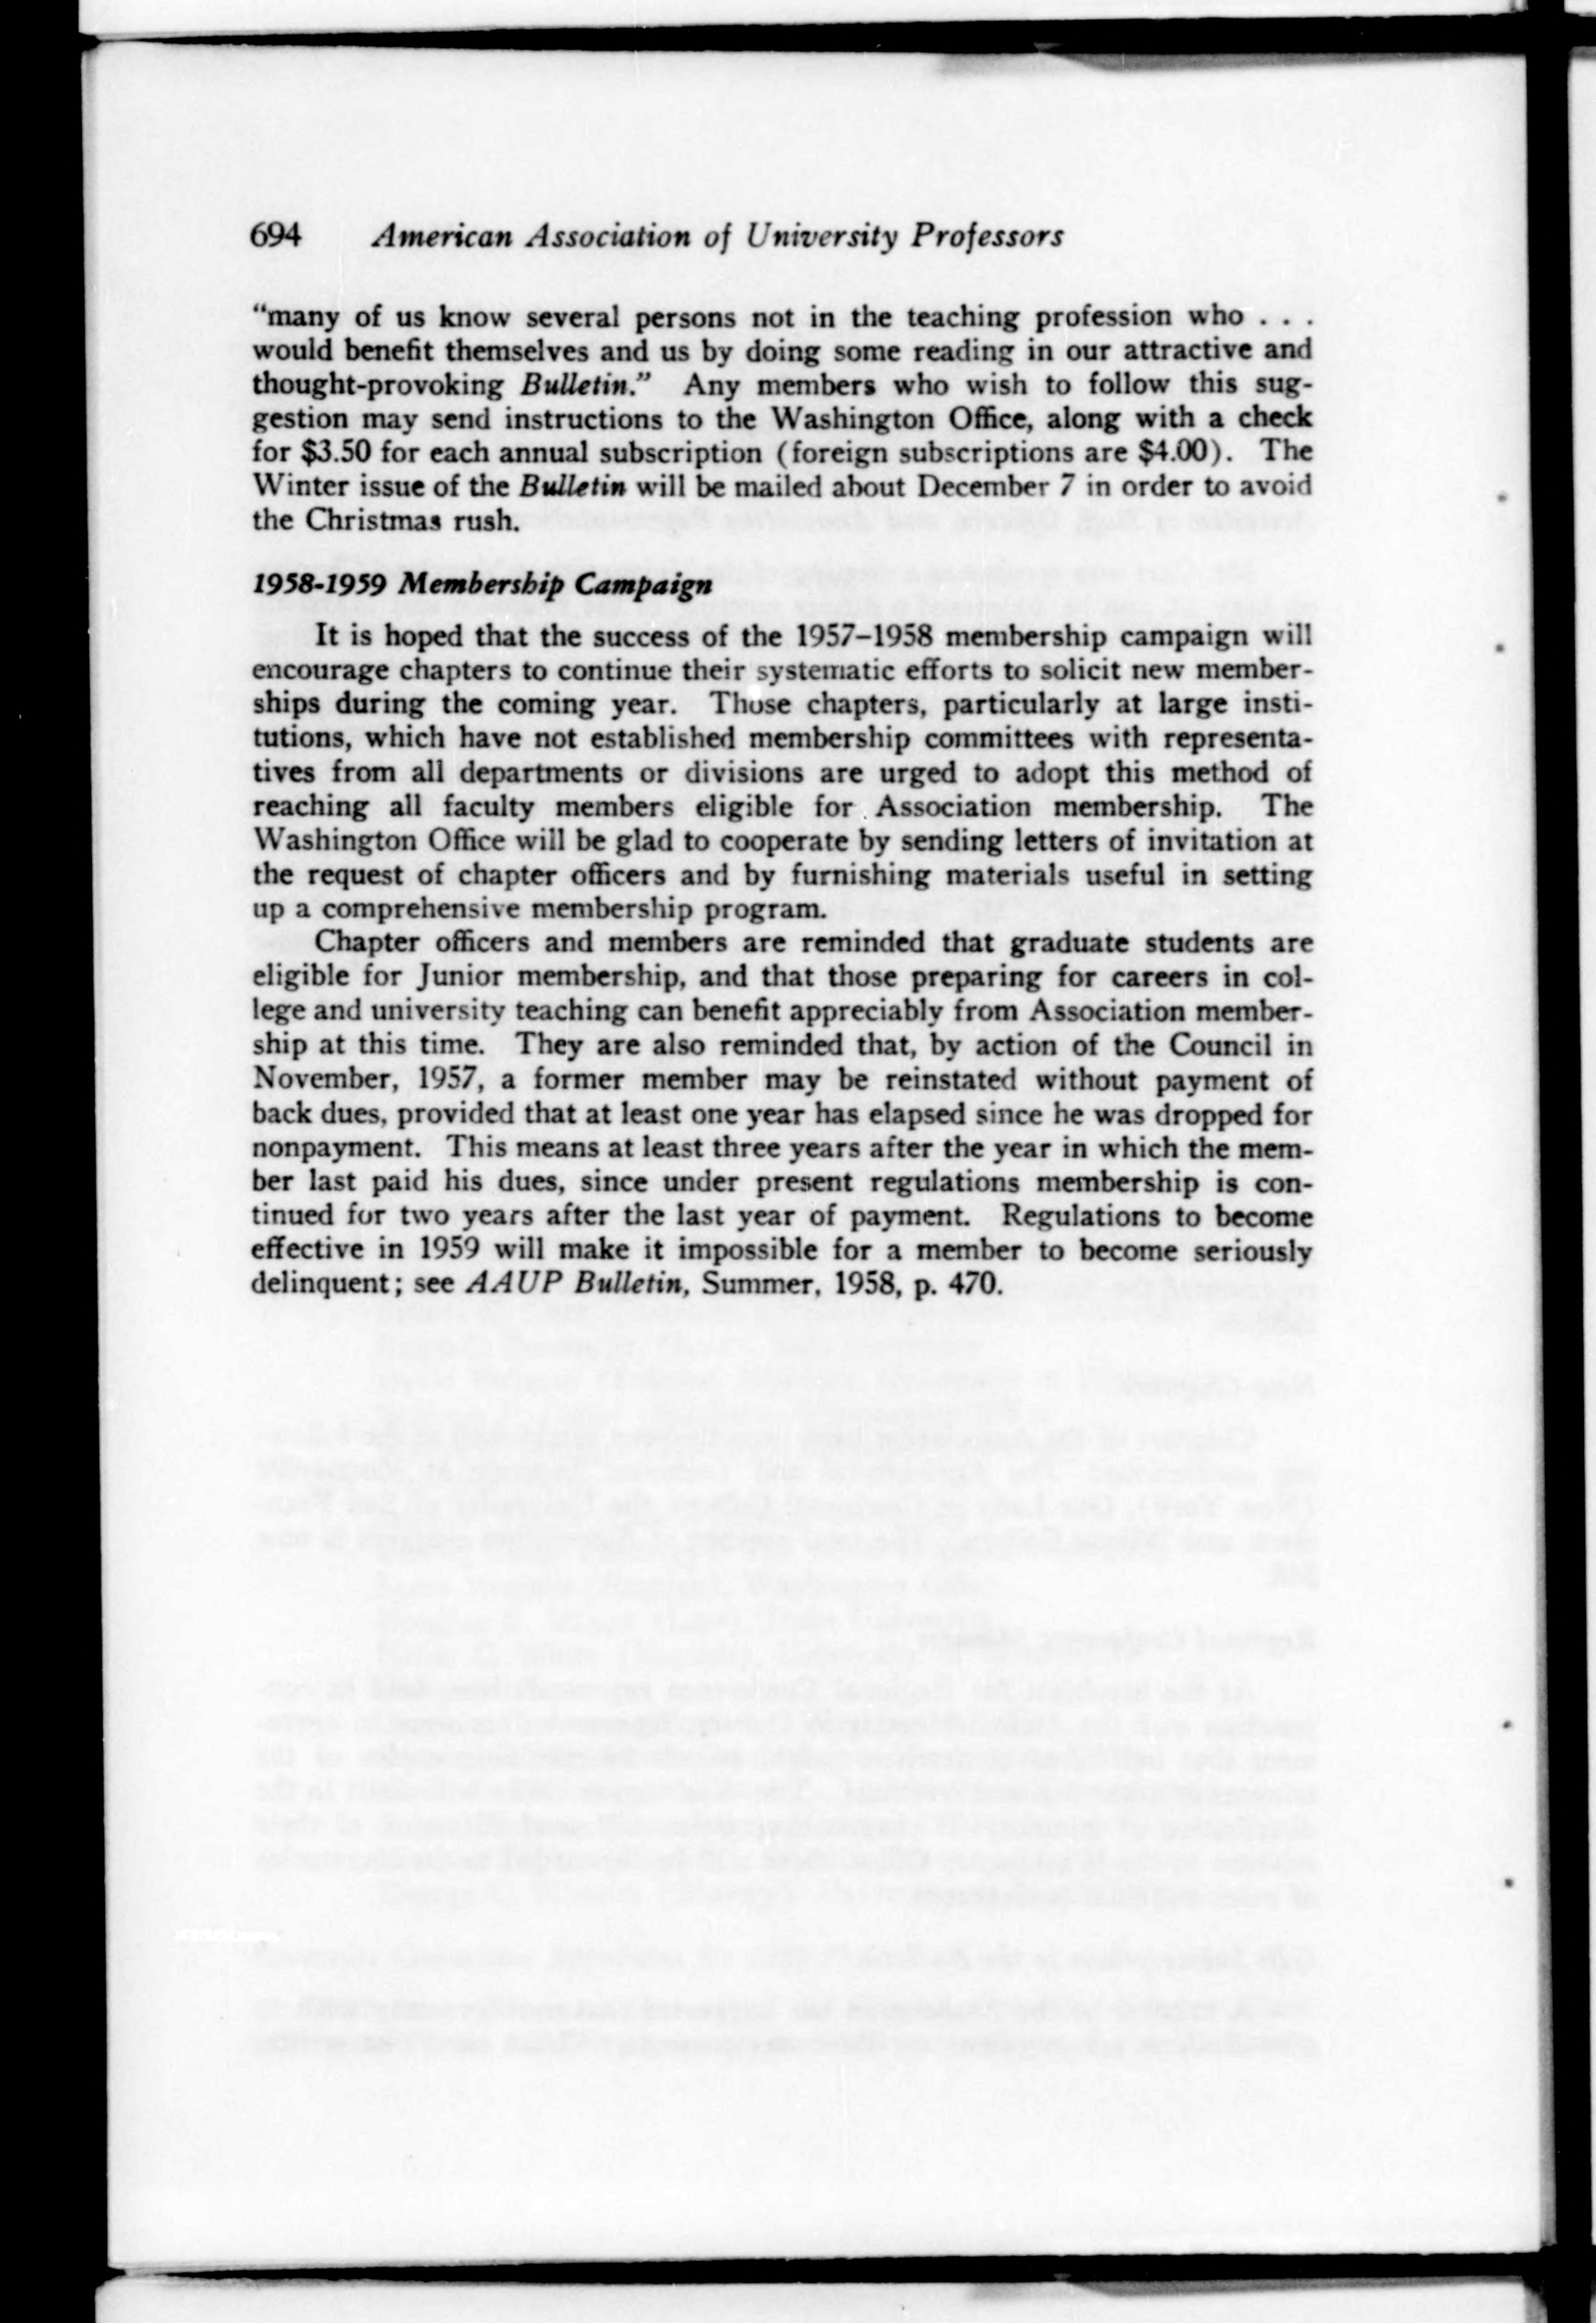 694 American Association of University Professors
“many of us know several persons not in the teaching profession who . . .
would benefit themselves and us by doing some reading in our attractive and
thought-provoking Bulletin.” Any members who wish to follow this sug-
gestion may send instructions to the Washington Office, along with a check
for $3.50 for each annual subscription (foreign subscriptions are $4.00). The
Winter issue of the Bulletin will be mailed about December 7 in order to avoid
the Christmas rush.
1958-1959 Membership Campaign
It is hoped that the success of the 1957–1958 membership campaign will
encourage chapters to continue their systematic efforts to solicit new member-
ships during the coming year. Those chapters, particularly at large insti-
tutions, which have not established membership committees with representa-
tives from all departments or divisions are urged to adopt this method of
reaching all faculty members eligible for Association membership. The
Washington Office will be glad to cooperate by sending letters of invitation at
the request of chapter officers and by furnishing materials useful in setting
up a comprehensive membership program.
Chapter officers and members are reminded that graduate students are
eligible for Junior membership, and that those preparing for careers in col-
lege and university teaching can benefit appreciably from Association member-
ship at this time. They are also reminded that, by action of the Council in
November, 1957, a former member may be reinstated without payment of
back dues, provided that at least one year has elapsed since he was dropped for
nonpayment. This means at least three years after the year in which the mem-
ber last paid his dues, since under present regulations membership is con-
tinued for two years after the last year of payment. Regulations to become
effective in 1959 will make it impossible for a member to become seriously
delinquent; see AAUP Bulletin, Summer, 1958, p. 470.